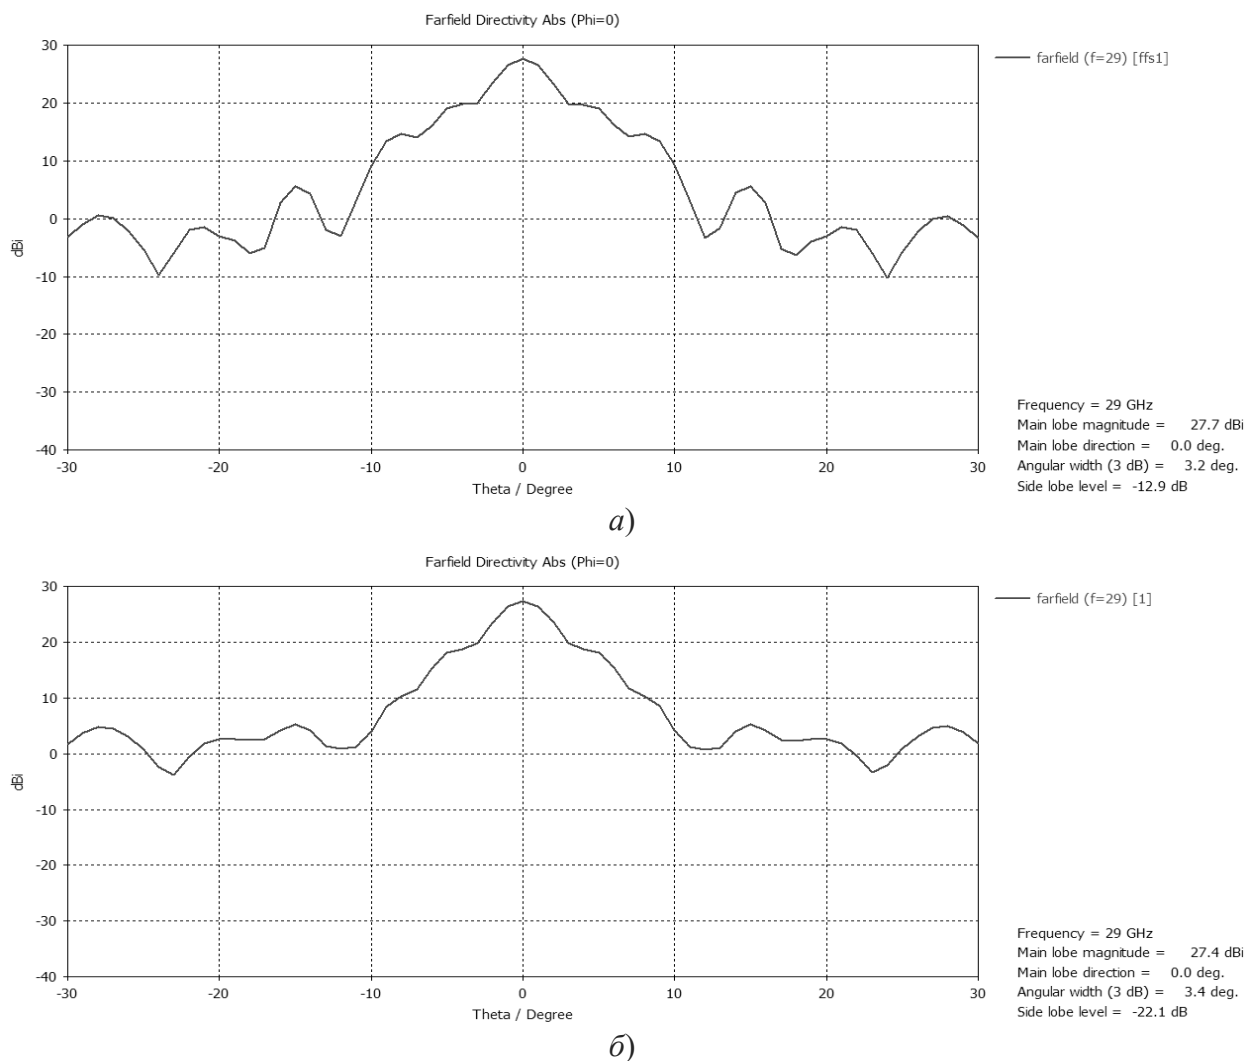 Farfield Directivity Abs (Phi=0)
30
20
10
0
-10
-20
-30
-40
dBi
-30
-20
-10
0
10
20
30
Theta / Degree
farfield (f=29) [ffs1]
Frequency = 29 GHz
Main lobe magnitude = 27.7 dBi
Main lobe direction = 0.0 deg.
Angular width (3 dB) = 3.2 deg.
Side lobe level = -12.9 dB
а)
Farfield Directivity Abs (Phi=0)
30
20
10
0
-10
-20
-30
-40
dBi
-30
-20
-10
0
10
20
30
Theta / Degree
farfield (f=29) [1]
Frequency = 29 GHz
Main lobe magnitude = 27.4 dBi
Main lobe direction = 0.0 deg.
Angular width (3 dB) = 3.4 deg.
Side lobe level = -22.1 dB
б)